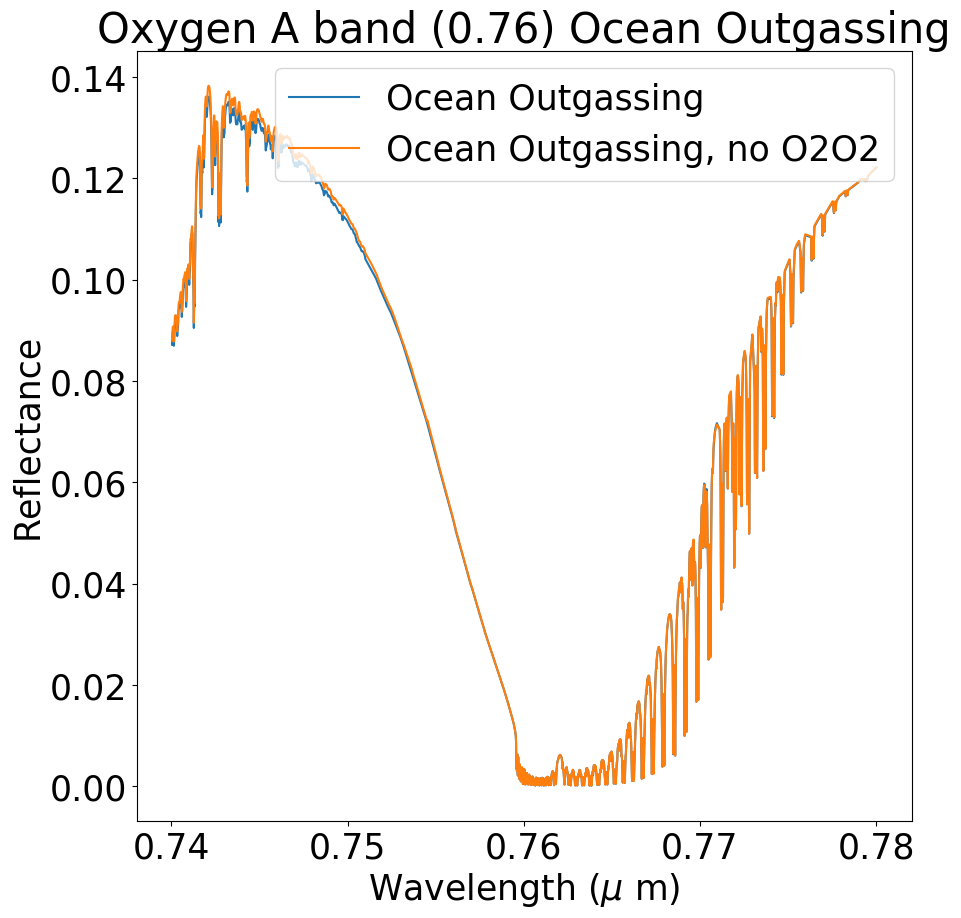 Oxygen A band (0.76) Ocean Outgassing
Ocean Outgassing
Ocean Outgassing, no O2O2
Reflectance
0.14
0.12
0.10
0.08
0.06
0.04
0.02
0.00
0.74 0.75 0.76 0.77 0.78
Wavelength (μ m)